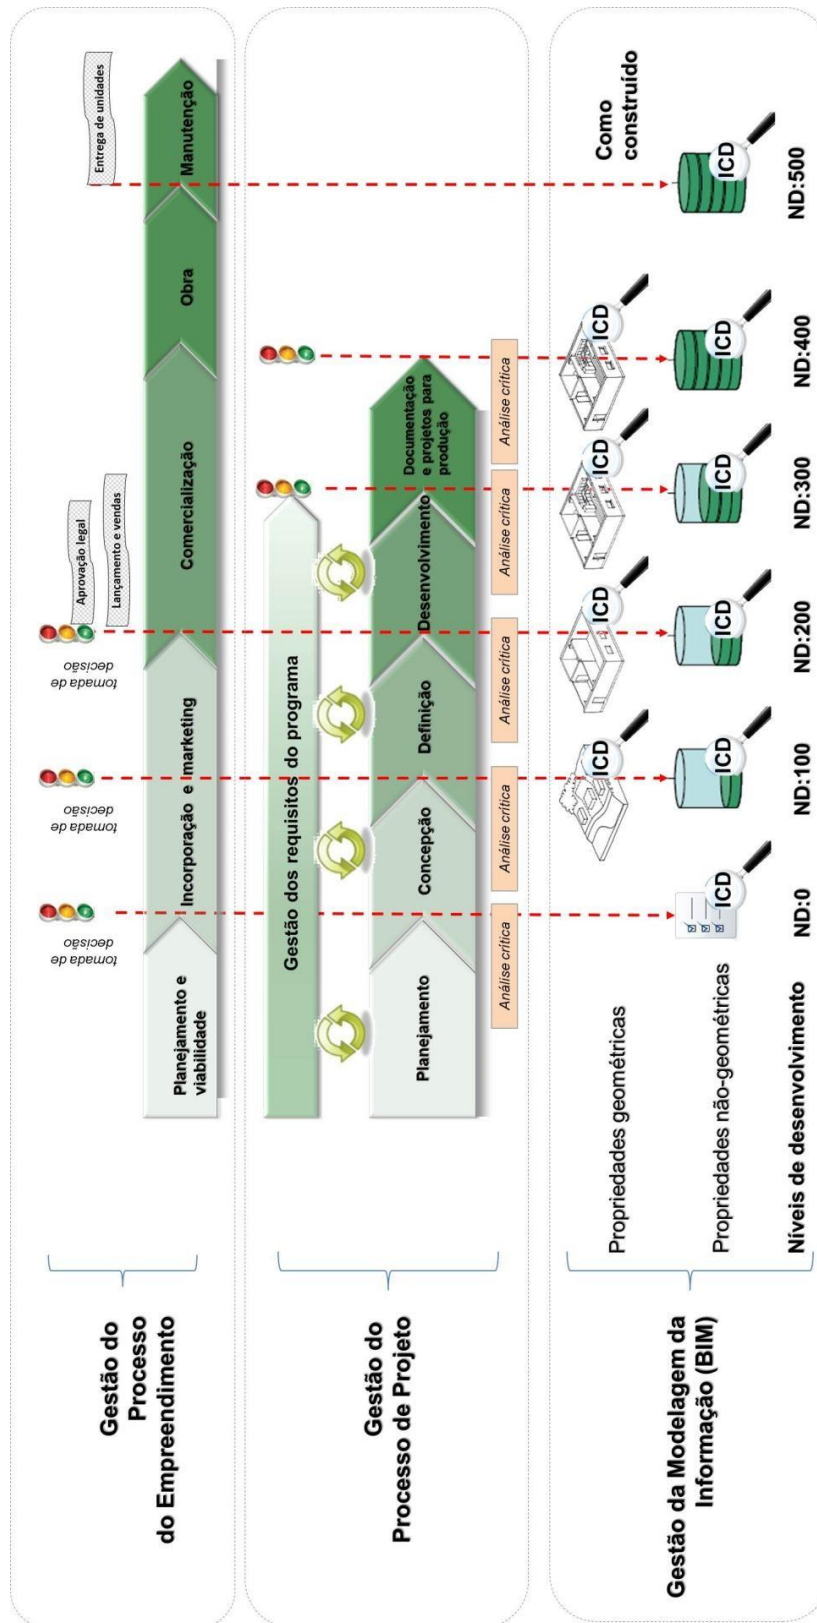 Gestão do
Processo
do Empreendimento
tomada de
decisão
tomada de
decisão
tomada de
decisão
Aprovação legal
Lançamento e vendas
Entrega de unidades
Planejamento e
viabilidade
Incorporação e marketing
Comercialização
Obra
Manutenção
Gestão do
Processo de Projeto
Gestão dos requisitos do programa
Planejamento
Concepção
Definição
Desenvolvimento
Documentação
e projetos para
produção
Análise crítica
Análise crítica
Análise crítica
Análise crítica
Análise crítica
Gestão da Modelagem da
Informação (BIM)
Propriedades geométricas
ICD
ICD
ICD
ICD
Como
construído
Propriedades não-geométricas
ICD
ICD
ICD
ICD
ICD
ICD
Níveis de desenvolvimento
ND:0
ND:100
ND:200
ND:300
ND:400
ND:500